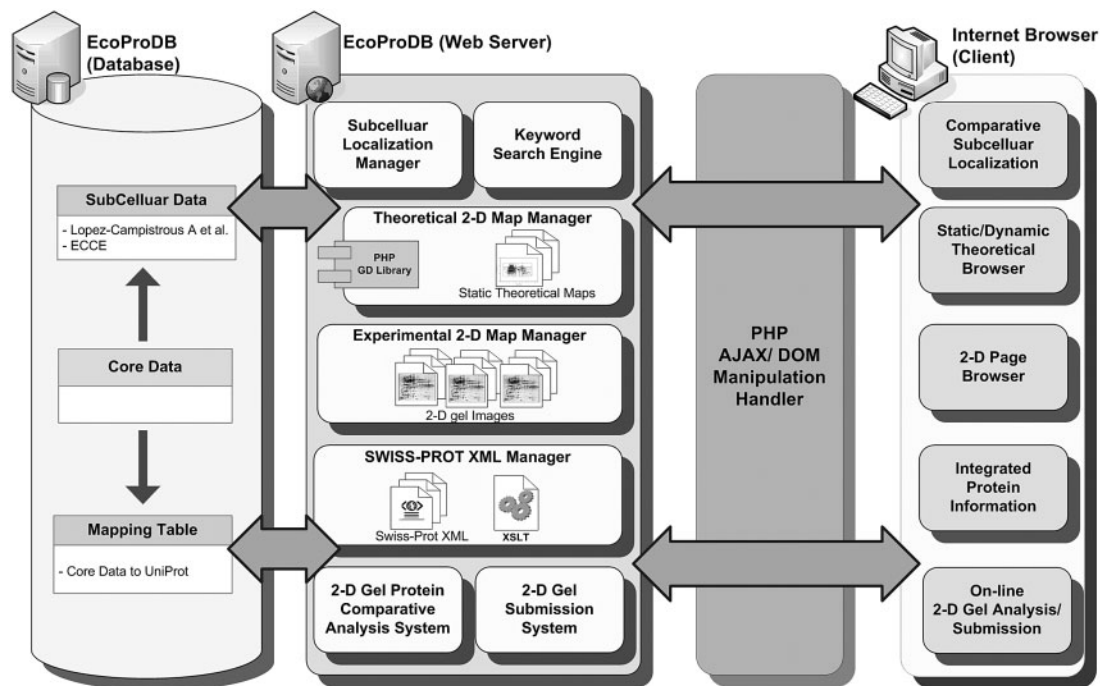 EcoProDB
(Database)
SubCelluar Data
- Lopez-Campistrous A et al.
- ECCE
Core Data
Mapping Table
- Core Data to UniProt
EcoProDB (Web Server)
Subcelluar
Localization
Manager
Keyword
Search Engine
Theoretical 2-D Map Manager
PHP
GD Library
Static Theoretical Maps
Experimental 2-D Map Manager
2-D gel Images
SWISS-PROT XML Manager
Swiss-Prot XML
XSLT
2-D Gel Protein
Comparative
Analysis System
2-D Gel
Submission
System
PHP
AJAX/ DOM
Manipulation
Handler
Internet Browser
(Client)
Comparative
Subcelluar
Localization
Static/Dynamic
Theoretical
Browser
2-D Page
Browser
Integrated
Protein
Information
On-line
2-D Gel Analysis/
Submission